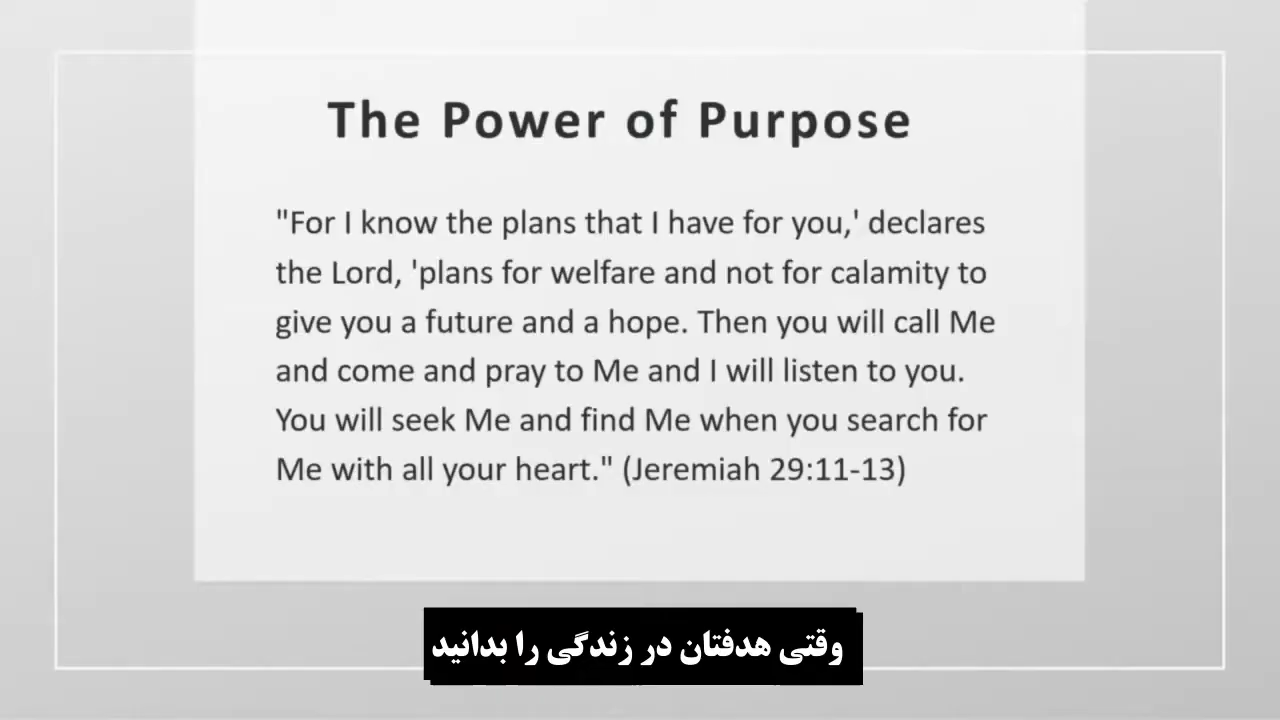 The Power of Purpose
"For I know the plans that I have for you,' declares
the Lord, 'plans for welfare and not for calamity to
give you a future and a hope. Then you will call Me
and come and pray to Me and I will listen to you.
You will seek Me and find Me when you search for
Me with all your heart." (Jeremiah 29:11-13)
وقتی هدفتان در زندگی را بدانید